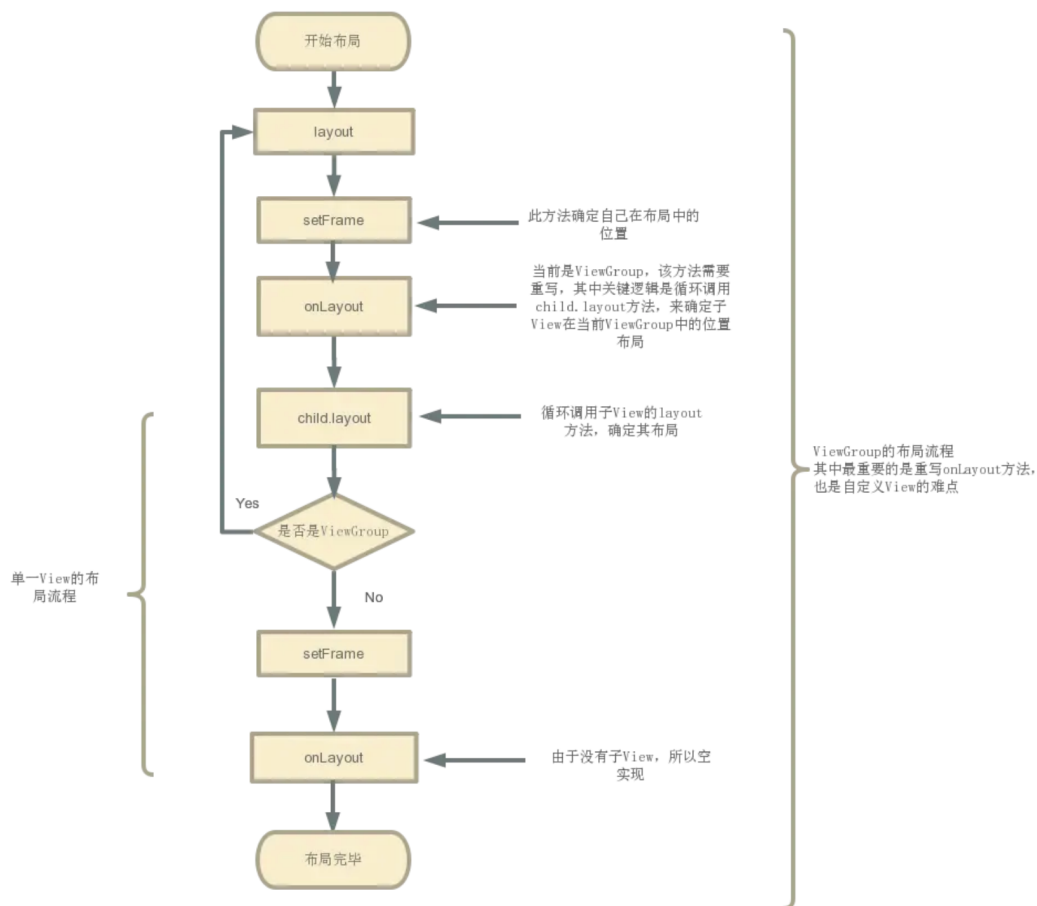 开始布局
layout
setFrame
此方法确定自己在布局中的
位置
onLayout
当前是ViewGroup，该方法需要
重写，其中关键逻辑是循环调用
child.layout方法，来确定子
View在当前ViewGroup中的位置
布局
child.layout
循环调用子View的layout
方法，确定其布局
ViewGroup的布局流程
其中最重要的是重写onLayout方法，
也是自定义View的难点
Yes
是否是ViewGroup
单一View的布
局流程
No
setFrame
onLayout
由于没有子View，所以空
实现
布局完毕